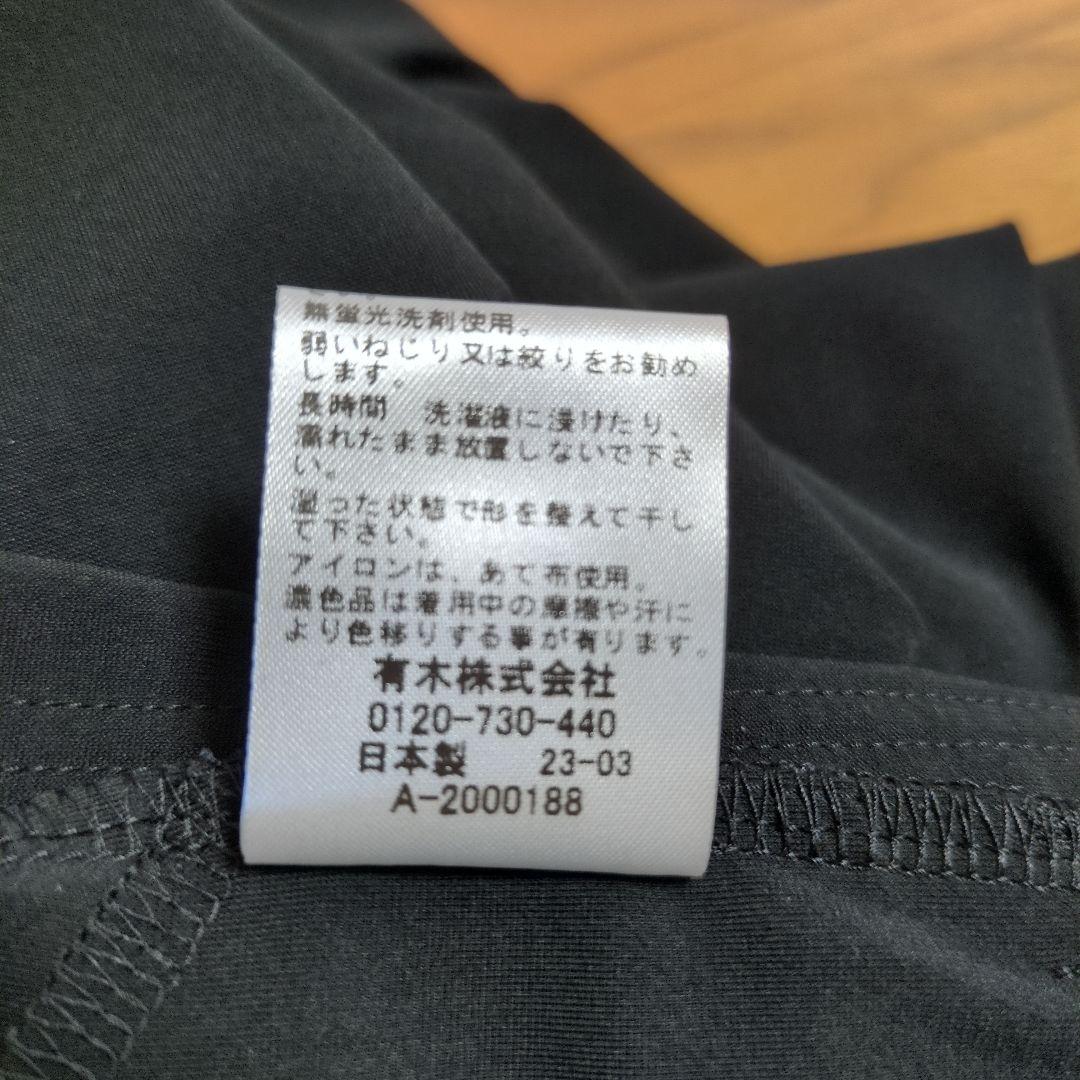 無蛍光洗剤使用。
弱いねじり又は絞りをお勧め
します。
長時間 洗濯液に浸けたり、
濡れたまま放置しないで下さ
い。
湿った状態で形を整えて干し
て下さい。
アイロンは、あて布使用。
濃色品は着用中の摩擦や汗に
より色移りする事が有ります。
有木株式会社
0120-730-440
日本製 23-03
A-2000188